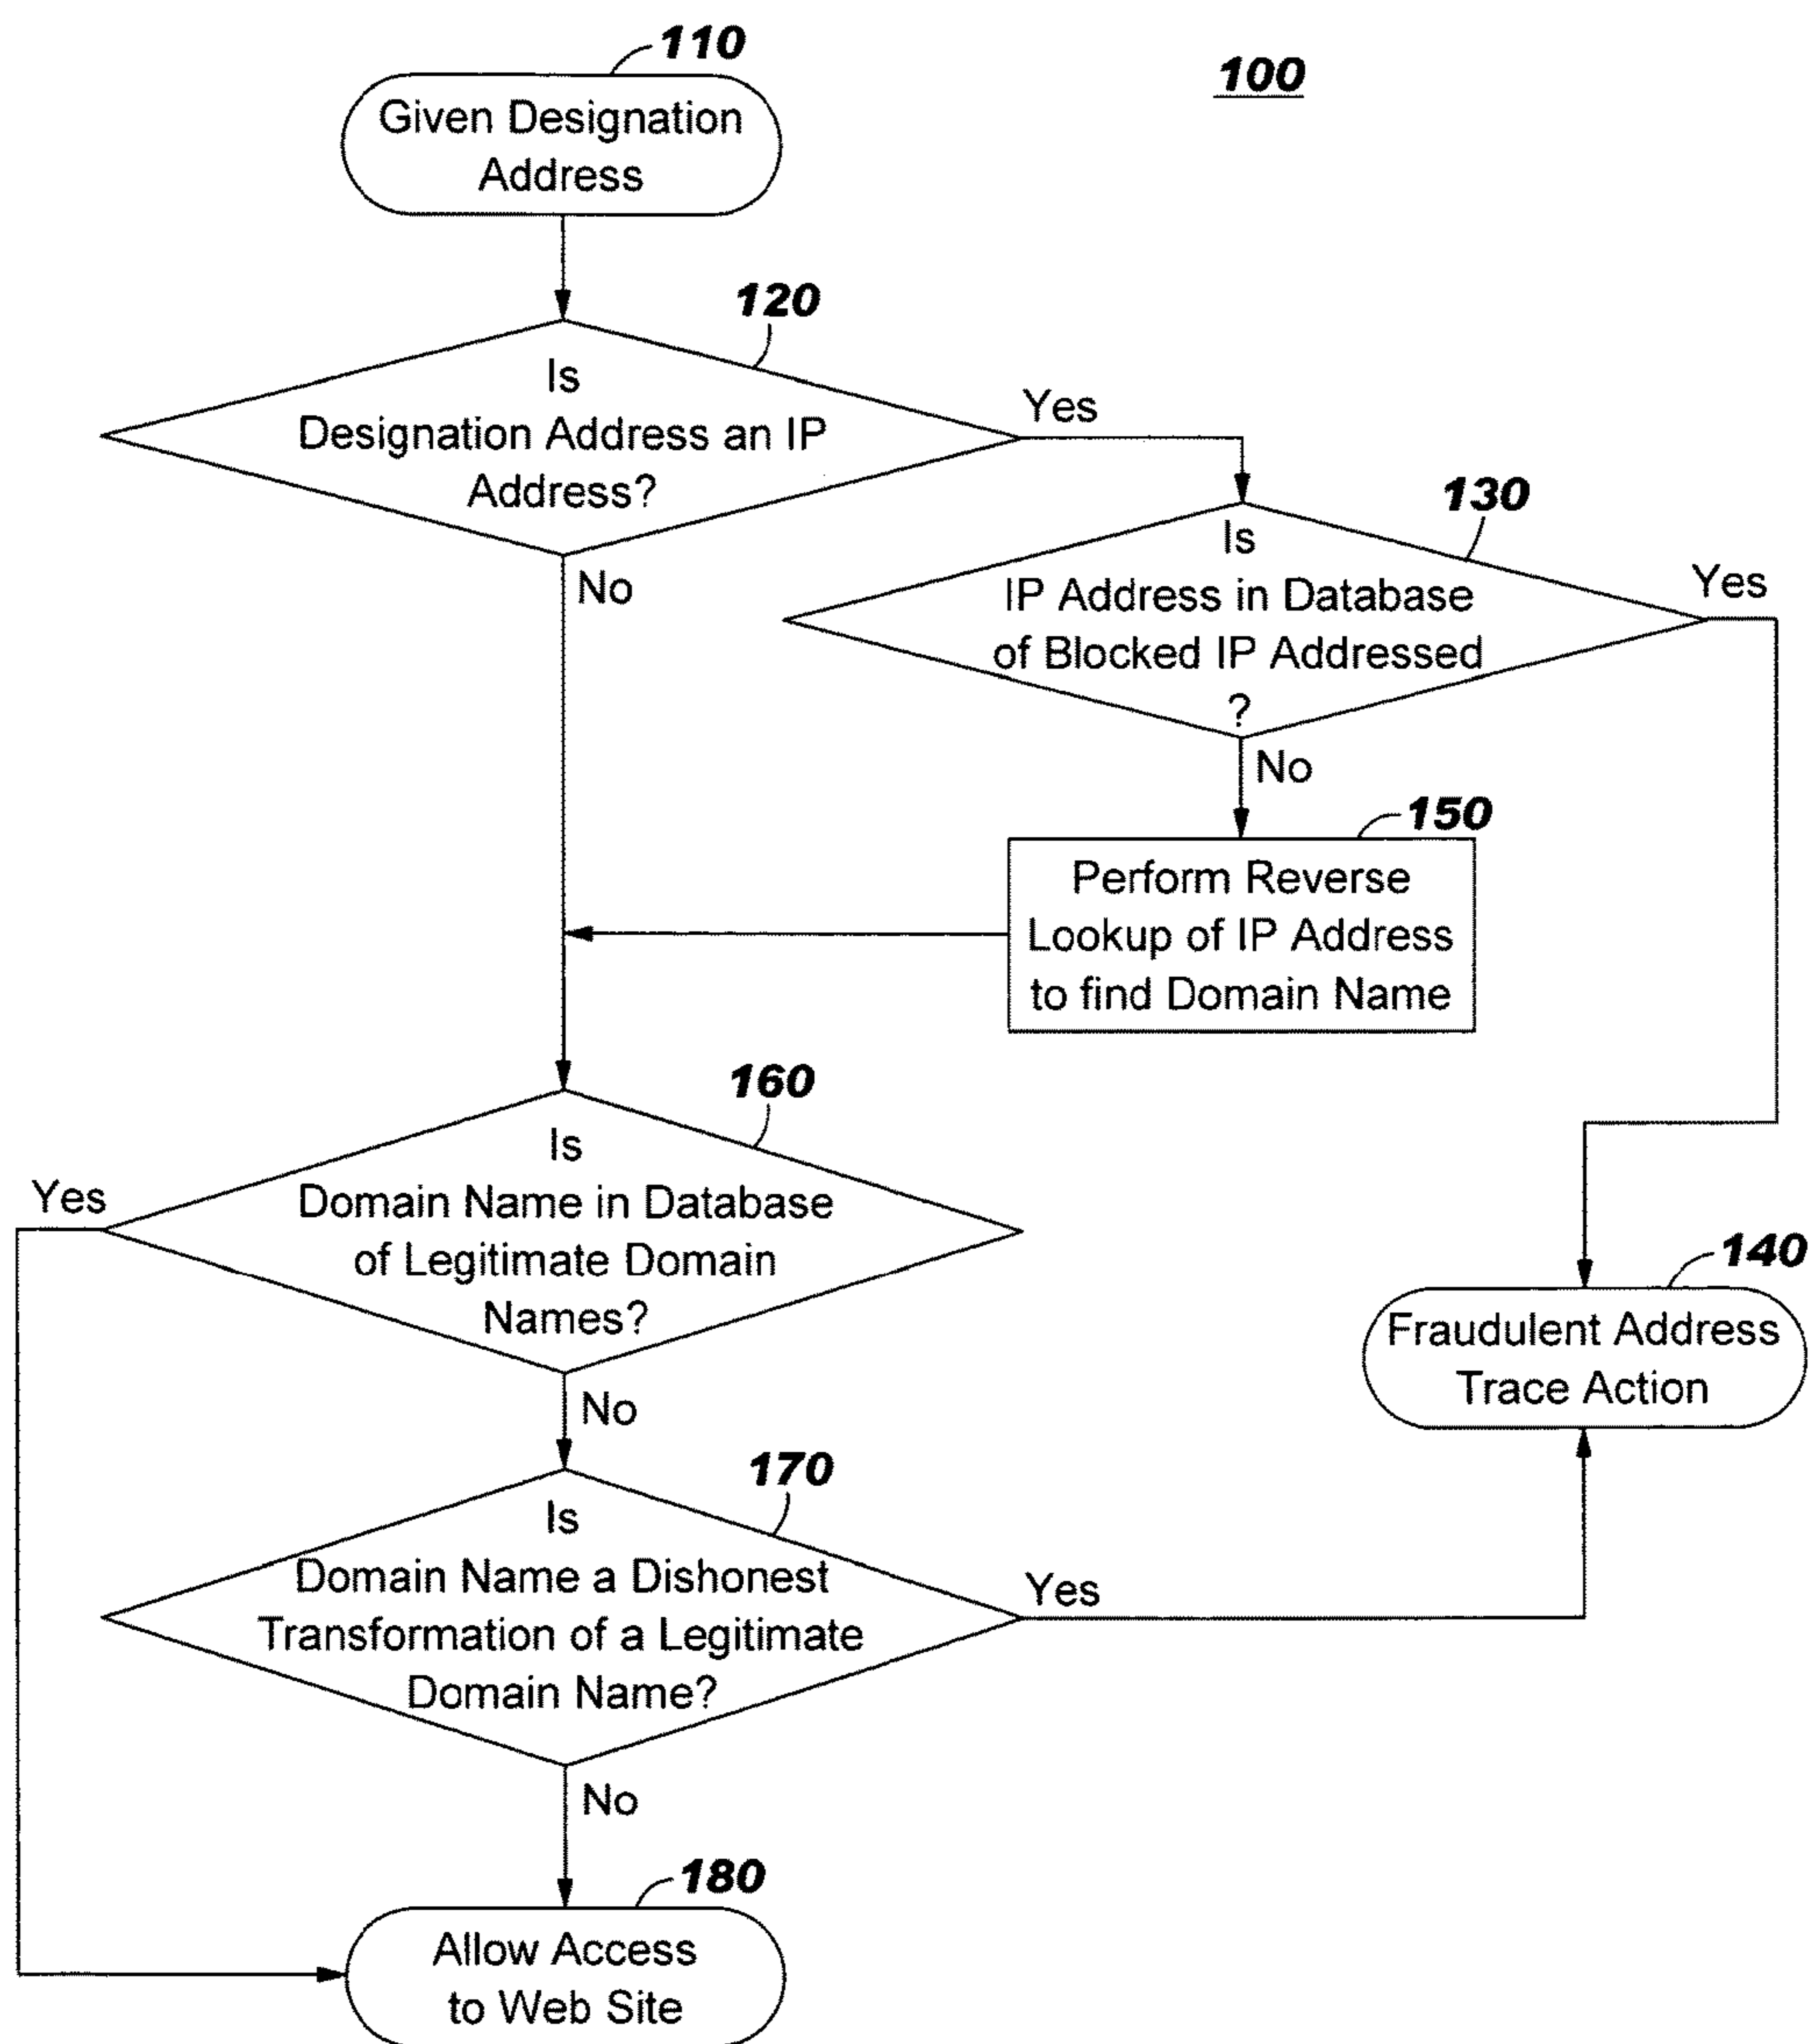 110
100
Given Designation
Address
120
Is
Designation Address an IP
Address?
Yes
No
130
Is
IP Address in Database
of Blocked IP Addressed
?
Yes
No
150
Perform Reverse
Lookup of IP Address
to find Domain Name
160
Is
Domain Name in Database
of Legitimate Domain
Names?
Yes
No
140
Fraudulent Address
Trace Action
170
Is
Domain Name a Dishonest
Transformation of a Legitimate
Domain Name?
Yes
No
180
Allow Access
to Web Site